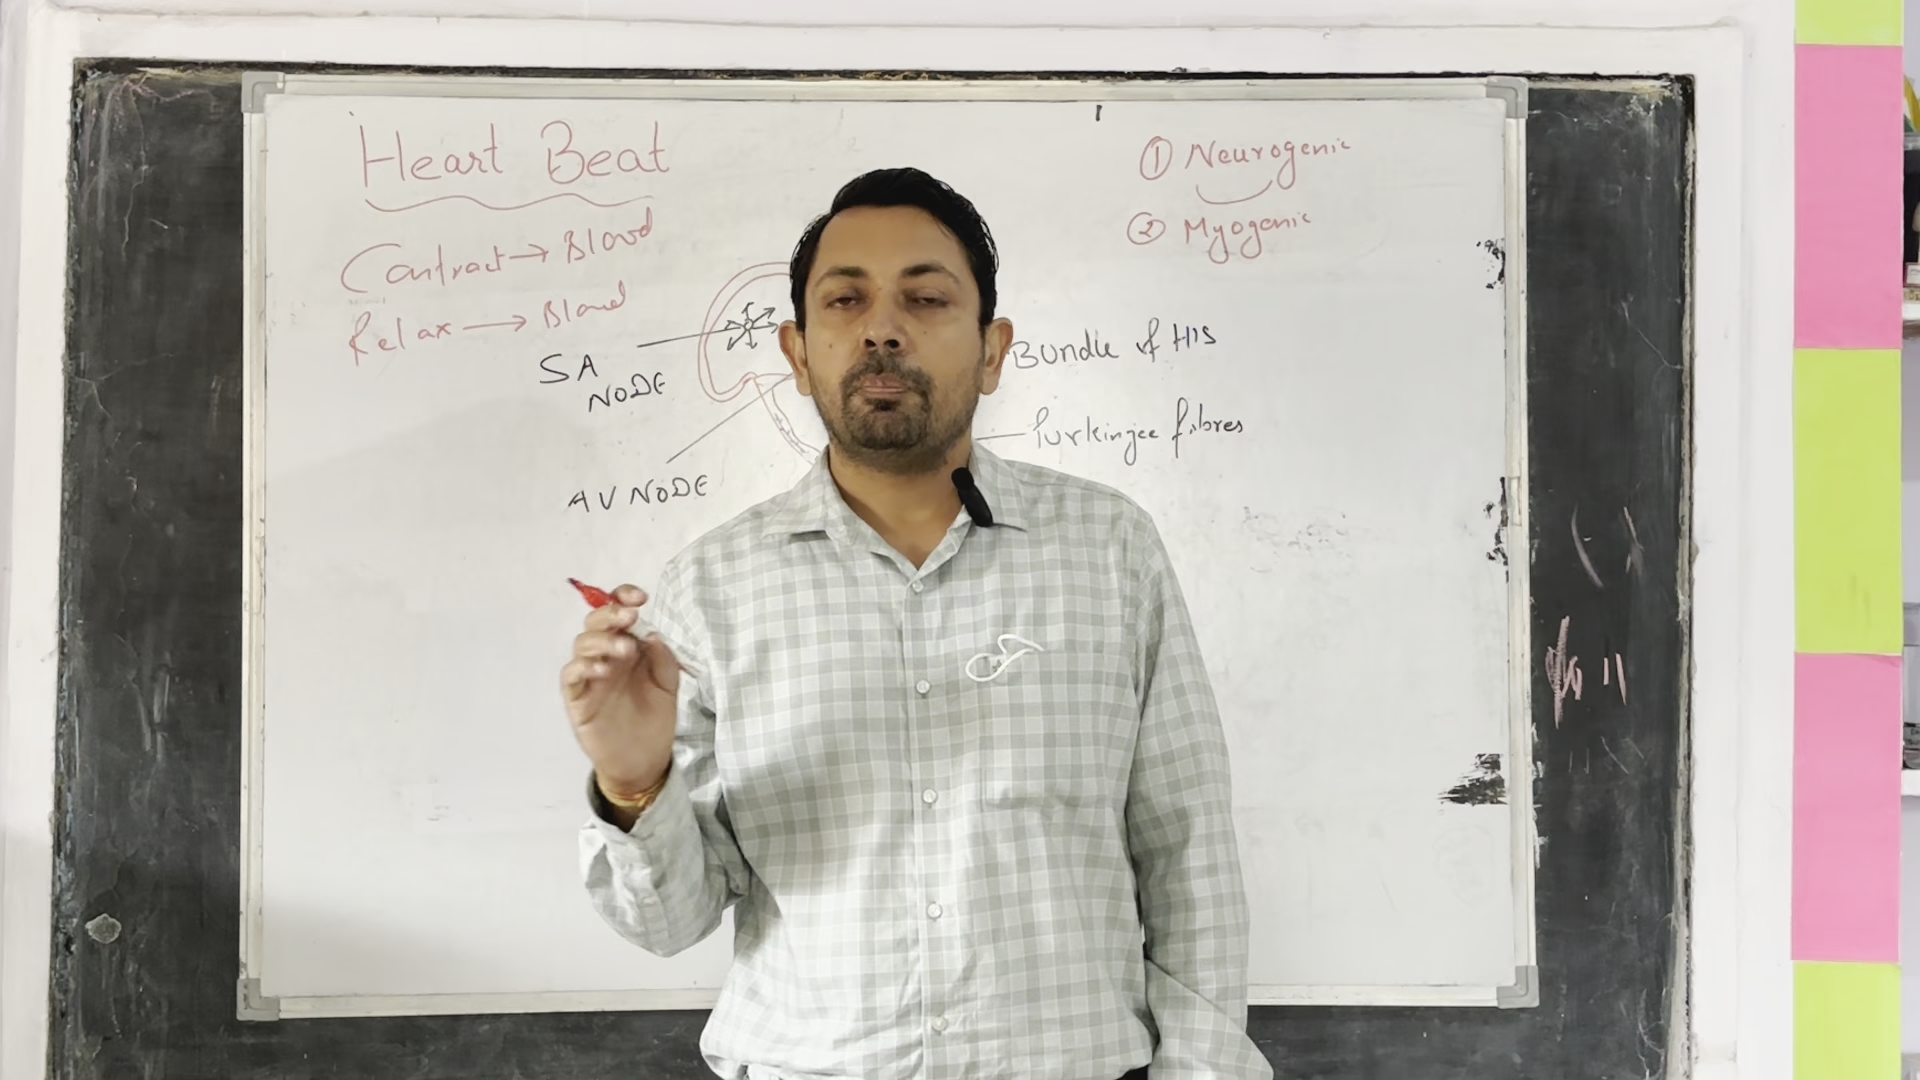 Heart Beat
Contract → Blood
Relax → Blood
① Neurogenic
② Myogenic
SA
NODE
AV NODE
Bundle of HIS
Purkinjee fibres